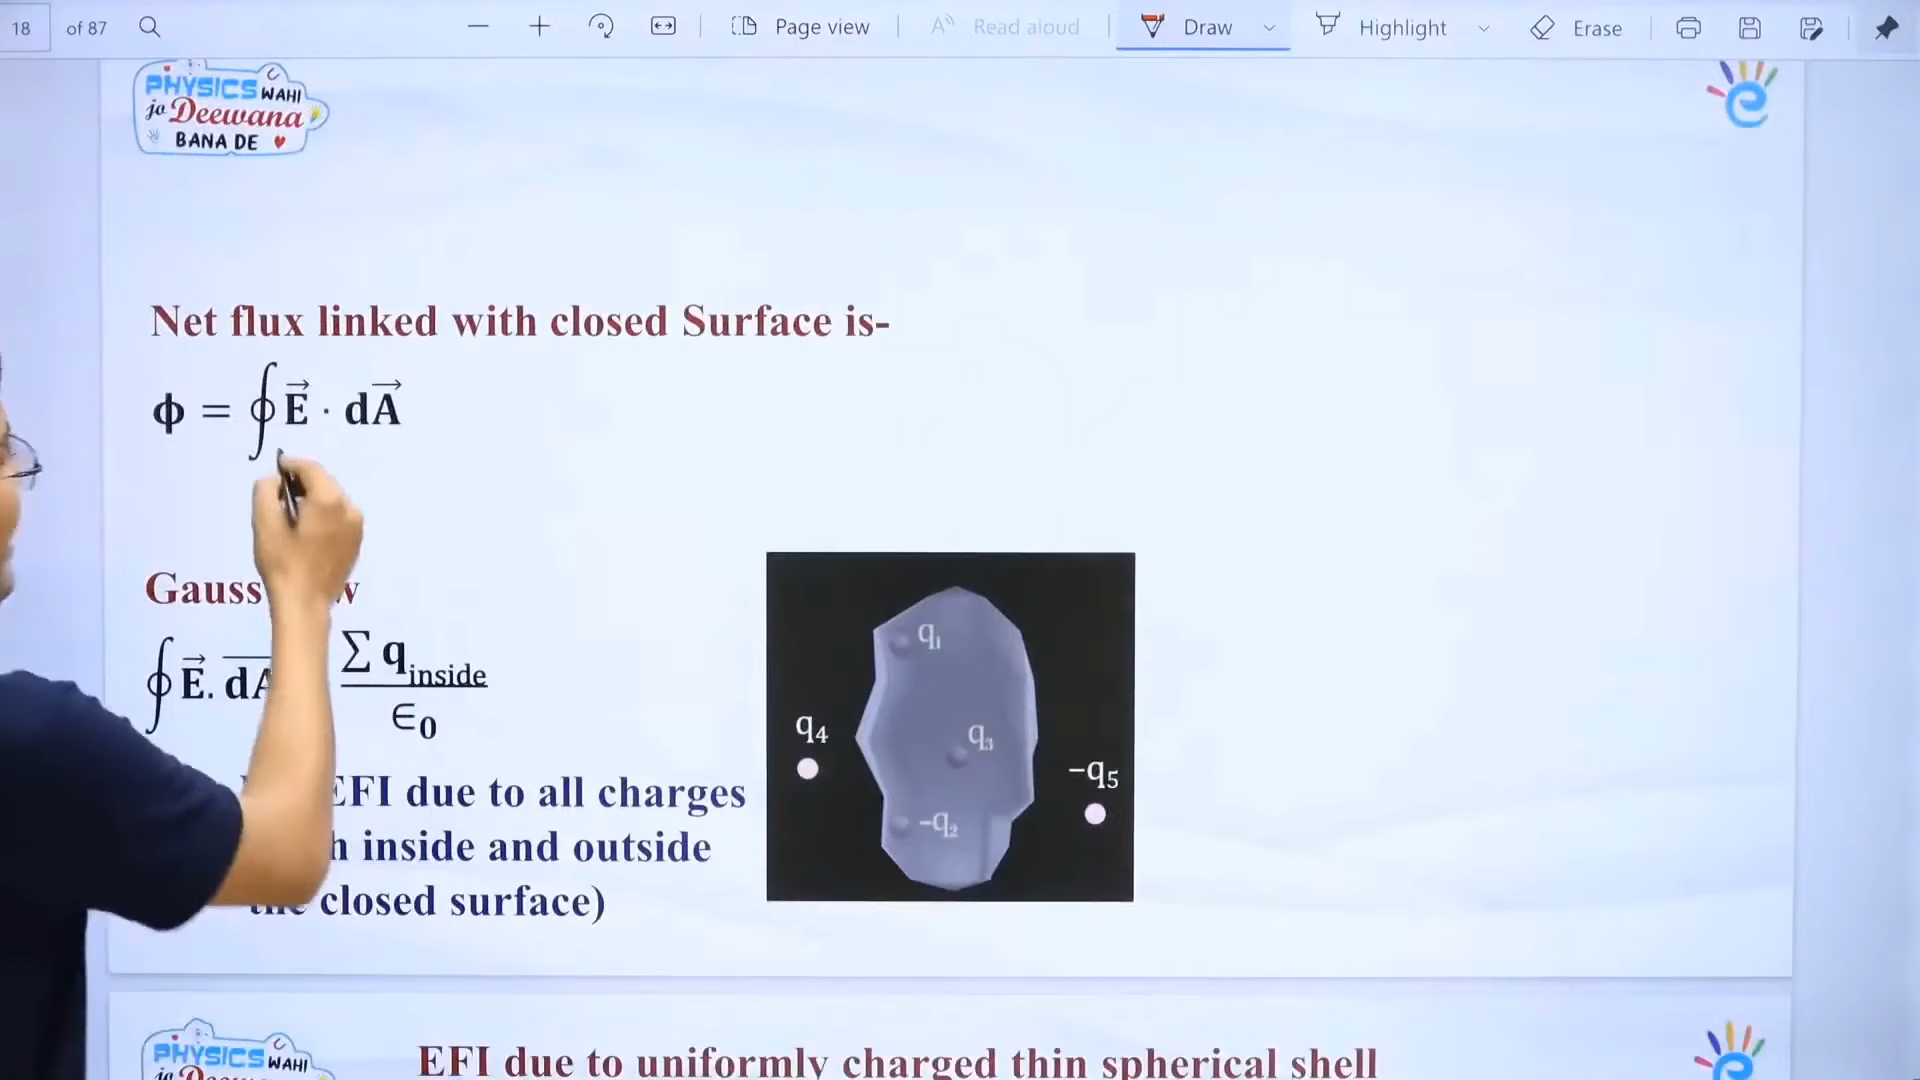 18 of 87
Page view
Read aloud
Draw
Highlight
Erase
PHYSICS WAHI
jo Deewana
BANA DE
Net flux linked with closed Surface is-
ϕ = ∮ E⃗ · dA⃗
Gauss
∮ E⃗. dA
∑ q inside
∈0
EFI due to all charges
inside and outside
closed surface)
q1
q4
q3
−q5
−q2
PHYSICS WAHI
EFI due to uniformly charged thin spherical shell